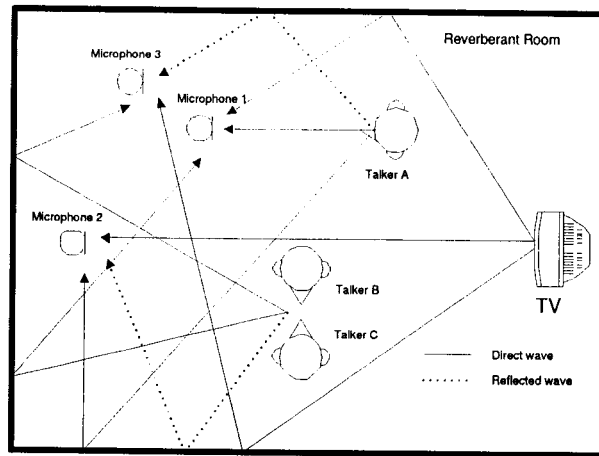 Reverberant Room
Microphone 3
Microphone 1
Talker A
Microphone 2
Talker B
TV
Talker C
Direct wave
Reflected wave